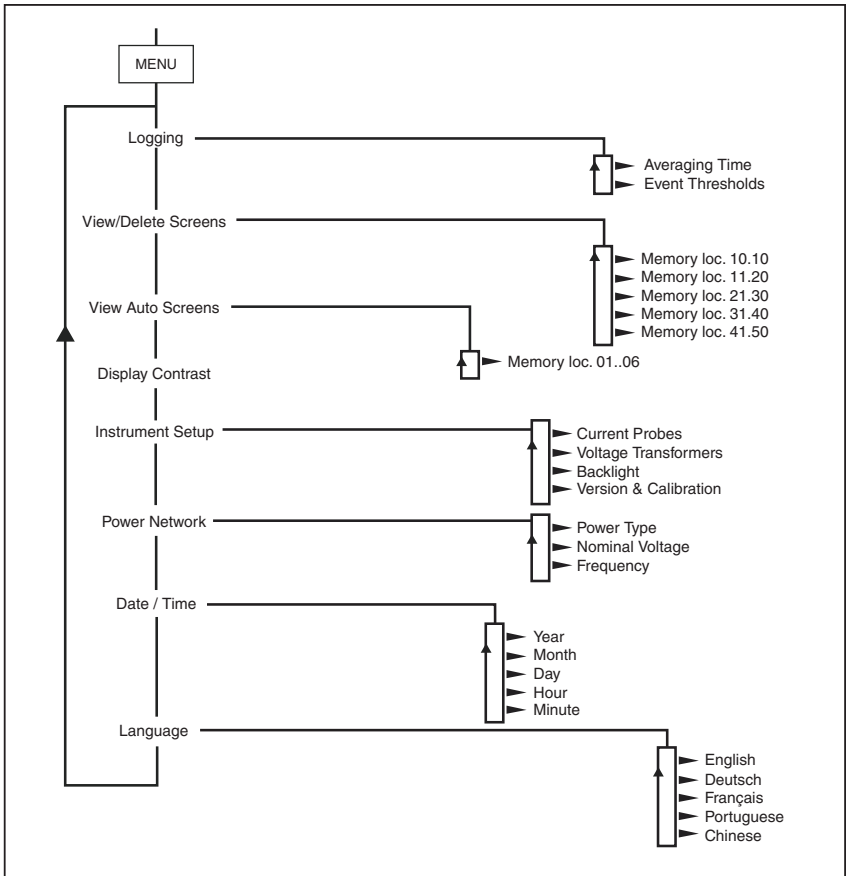 MENU
Logging
Averaging Time
Event Thresholds
View/Delete Screens
Memory loc. 10.10
Memory loc. 11.20
Memory loc. 21.30
Memory loc. 31.40
Memory loc. 41.50
View Auto Screens
Memory loc. 01..06
Display Contrast
Instrument Setup
Current Probes
Voltage Transformers
Backlight
Version & Calibration
Power Network
Power Type
Nominal Voltage
Frequency
Date / Time
Year
Month
Day
Hour
Minute
Language
English
Deutsch
Français
Portuguese
Chinese